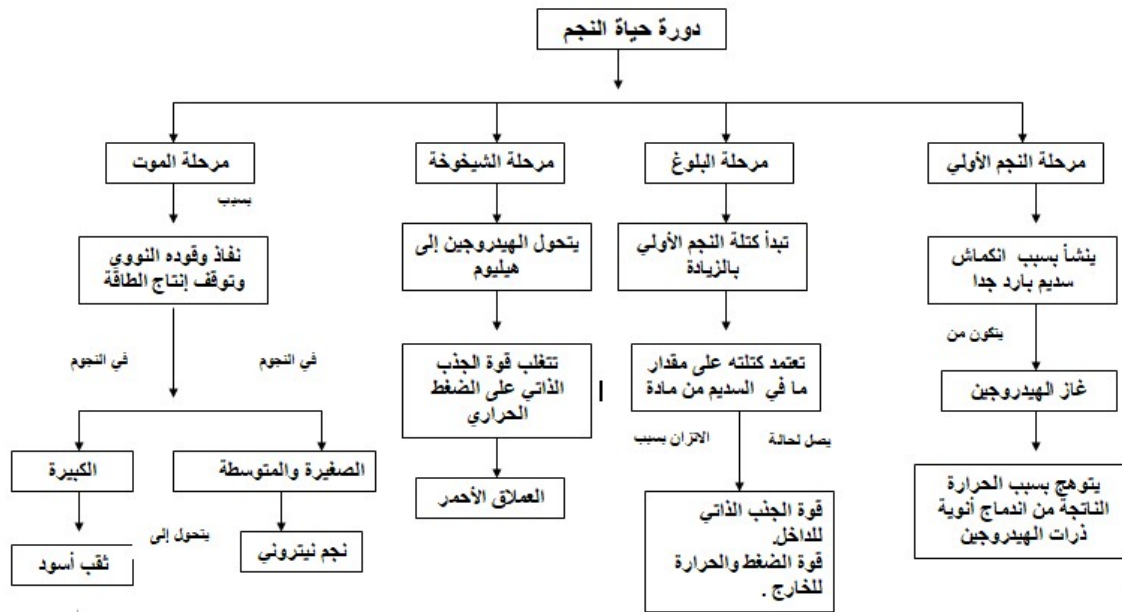 دورة حياة النجم
مرحلة النجم الأولي
ينشأ بسبب انكماش
سديم بارد جدا
يتكون من
غاز الهيدروجين
يتوهج بسبب الحرارة
الناتجة من اندماج أنوية
ذرات الهيدروجين
مرحلة البلوغ
تبدأ كتلة النجم الأولي
بالزيادة
تعتمد كتلته على مقدار
ما في السديم من مادة
يصل لحالة
الاتزان بسبب
قوة الجذب الذاتي
للداخل.
قوة الضغط والحرارة
للخارج .
مرحلة الشيخوخة
يتحول الهيدروجين إلى
هيليوم
تتغلب قوة الجذب
الذاتي على الضغط
الحراري
العملاق الأحمر
مرحلة الموت
بسبب
نفاذ وقوده النووي
وتوقف إنتاج الطاقة
في النجوم
الصغيرة والمتوسطة
يتحول إلى
نجم نيتروني
في النجوم
الكبيرة
ثقب أسود